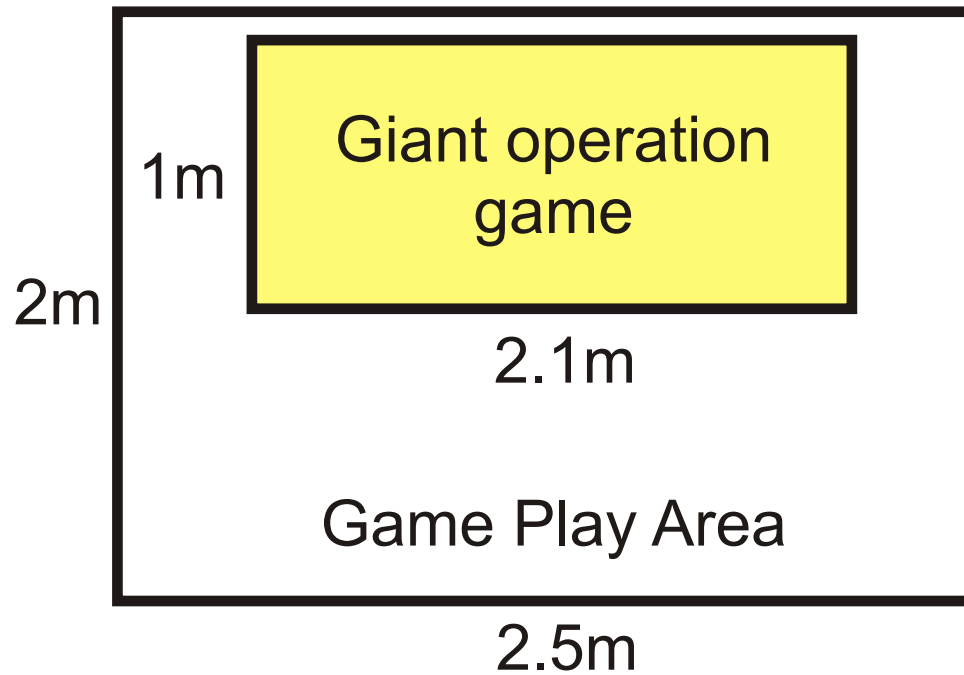 Giant operation
game
1m
2m
2.1m
Game Play Area
2.5m